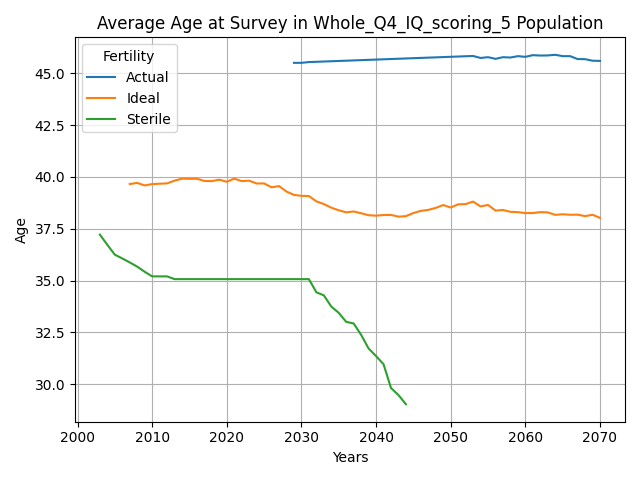 Average Age at Survey in Whole_Q4_IQ_scoring_5 Population
Fertility
Actual
Ideal
Sterile
45.0
42.5
40.0
37.5
35.0
32.5
30.0
Age
2000 2010 2020 2030 2040 2050 2060 2070
Years